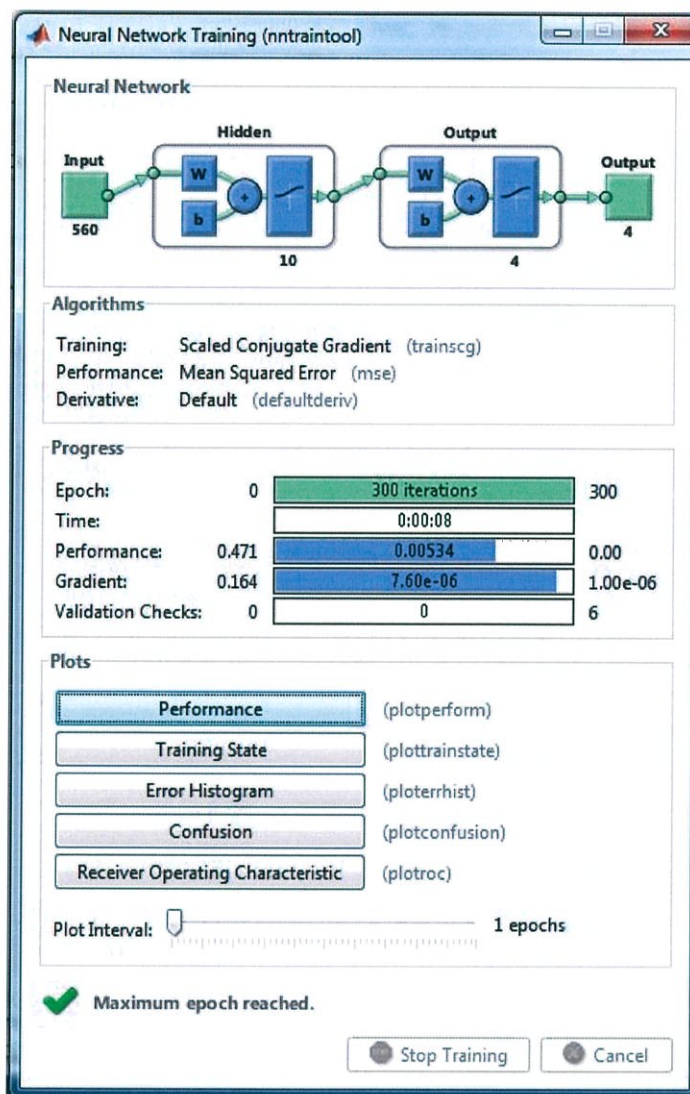 Neural Network Training (nntraintool)
Neural Network
Hidden
Output
Input
W
b
+
W
b
+
Output
560
10
4
4
Algorithms
Training: Scaled Conjugate Gradient (trainscg)
Performance: Mean Squared Error (mse)
Derivative: Default (defaultderiv)
Progress
Epoch: 0 300 iterations 300
Time: 0:00:08
Performance: 0.471 0.00534 0.00
Gradient: 0.164 7.60e-06 1.00e-06
Validation Checks: 0 0 6
Plots
Performance (plotperform)
Training State (plottrainstate)
Error Histogram (ploterrhist)
Confusion (plotconfusion)
Receiver Operating Characteristic (plotroc)
Plot Interval: 1 epochs
Maximum epoch reached.
Stop Training Cancel